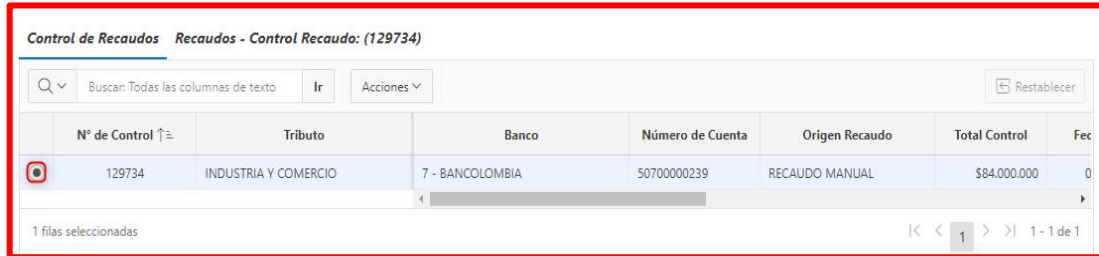 Control de Recaudos Recaudos - Control Recaudo: (129734)
Buscar: Todas las columnas de texto Ir Acciones Restablecer
N° de Control Tributo Banco Número de Cuenta Origen Recaudo Total Control Fec
129734 INDUSTRIA Y COMERCIO 7 - BANCOLOMBIA 50700000239 RECAUDO MANUAL $84.000.000 0
1 filas seleccionadas 1 1 - 1 de 1